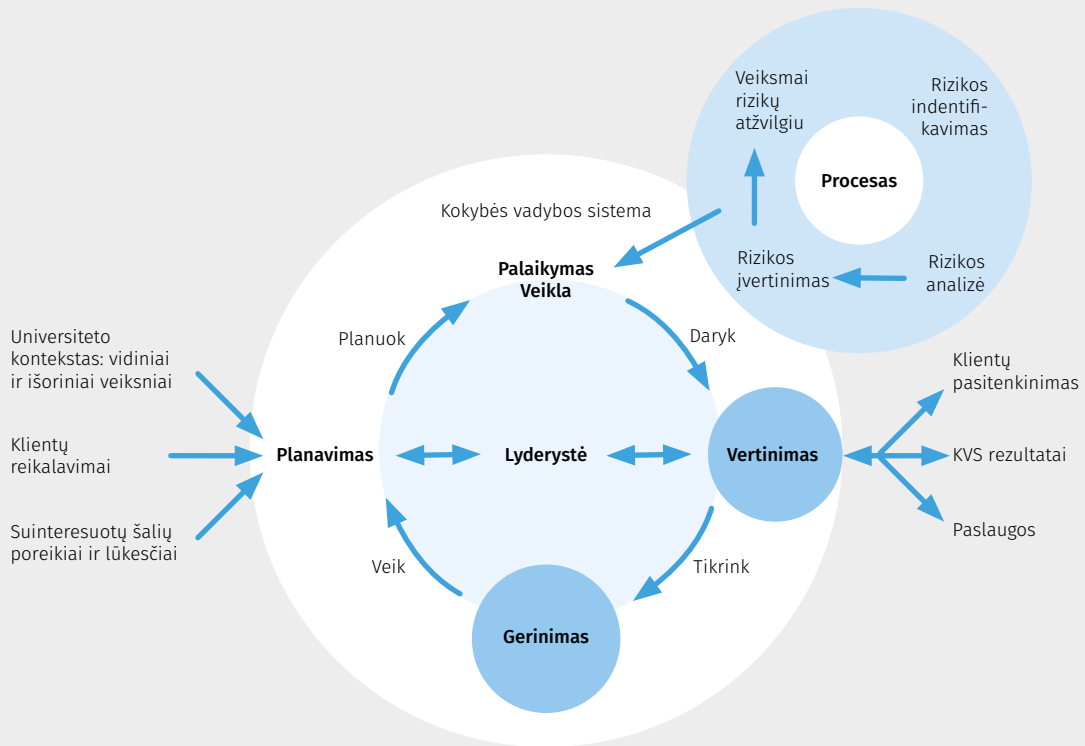 Veiksmai
rizikų
atžvilgiu
Rizikos
indentifi-
kavimas
Procesas
Kokybės vadybos sistema
Rizikos
įvertinimas
Rizikos
analizė
Palaikymas
Veikla
Planuok
Daryk
Universiteto
kontekstas: vidiniai
ir išoriniai veiksniai
Klientų
reikalavimai
Suinteresuotų šalių
poreikiai ir lūkesčiai
Planavimas
Lyderystė
Vertinimas
Klientų
pasitenkinimas
KVS rezultatai
Paslaugos
Veik
Tikrink
Gerinimas